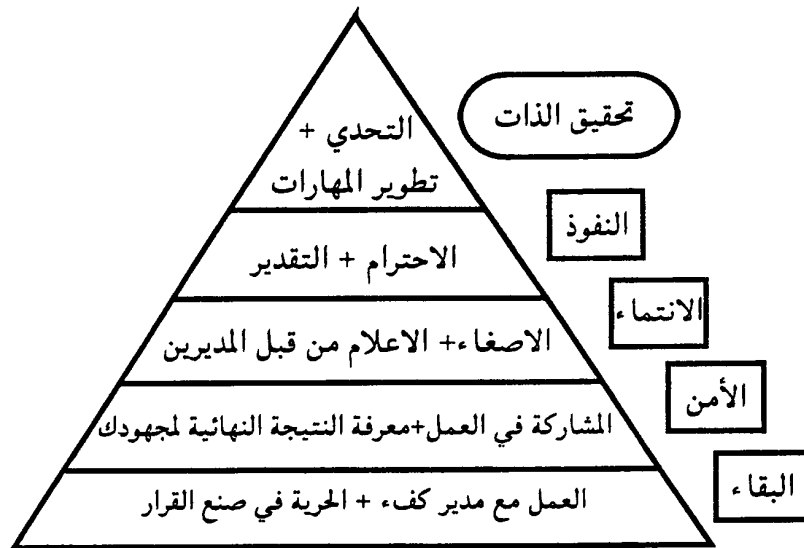 تحقيق الذات
التحدي +
تطوير المهارات
النفوذ
الاحترام + التقدير
الانتماء
الاصغاء+ الاعلام من قبل المديرين
الأمن
المشاركة في العمل+معرفة النتيجة النهائية لمجهودك
البقاء
العمل مع مدير كفء + الحرية في صنع القرار